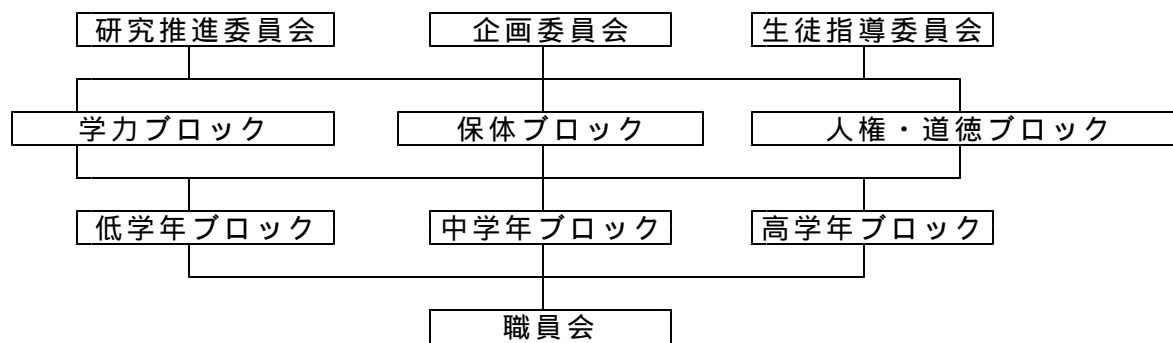 研究推進委員会 企画委員会 生徒指導委員会
学力ブロック 保体ブロック 人権・道徳ブロック
低学年ブロック 中学年ブロック 高学年ブロック
職員会